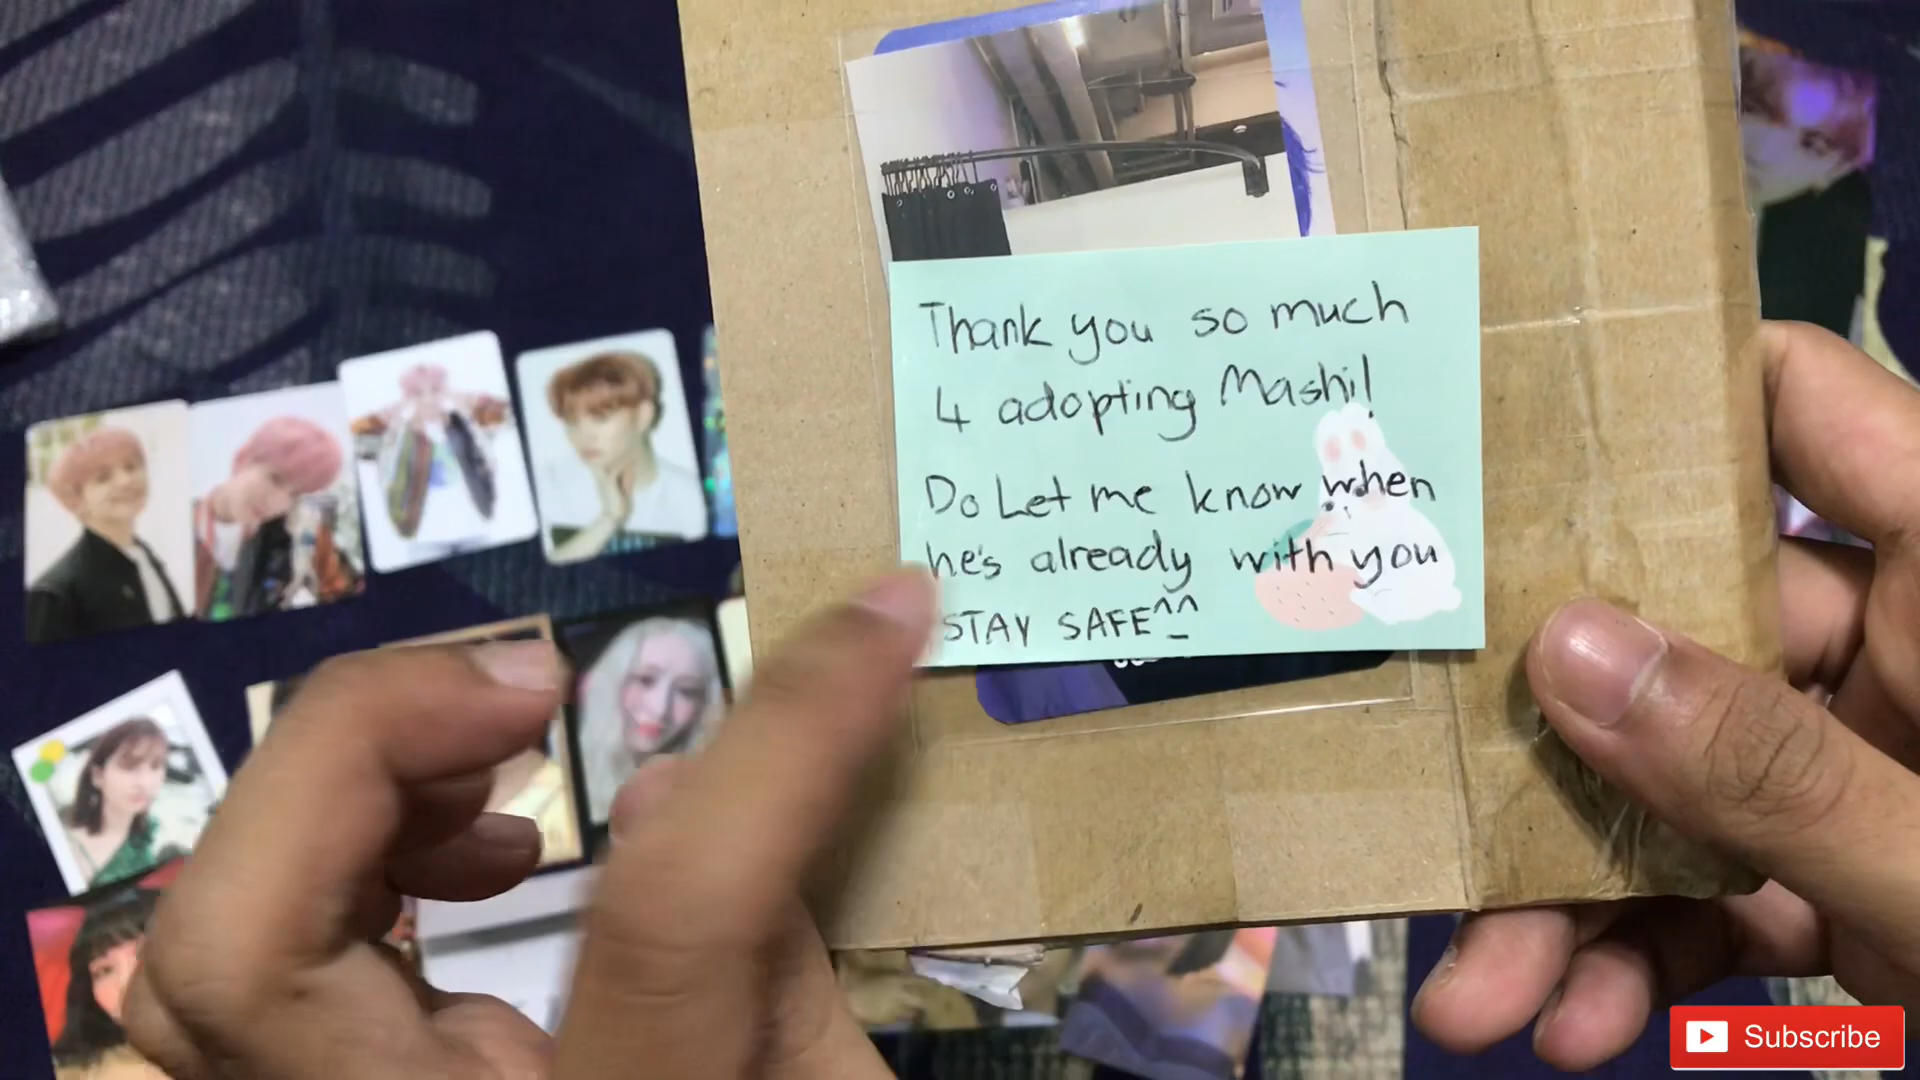 Thank you so much
4 adopting Mashi!
Do Let me know when
he's already with you
STAY SAFE^_^
Subscribe